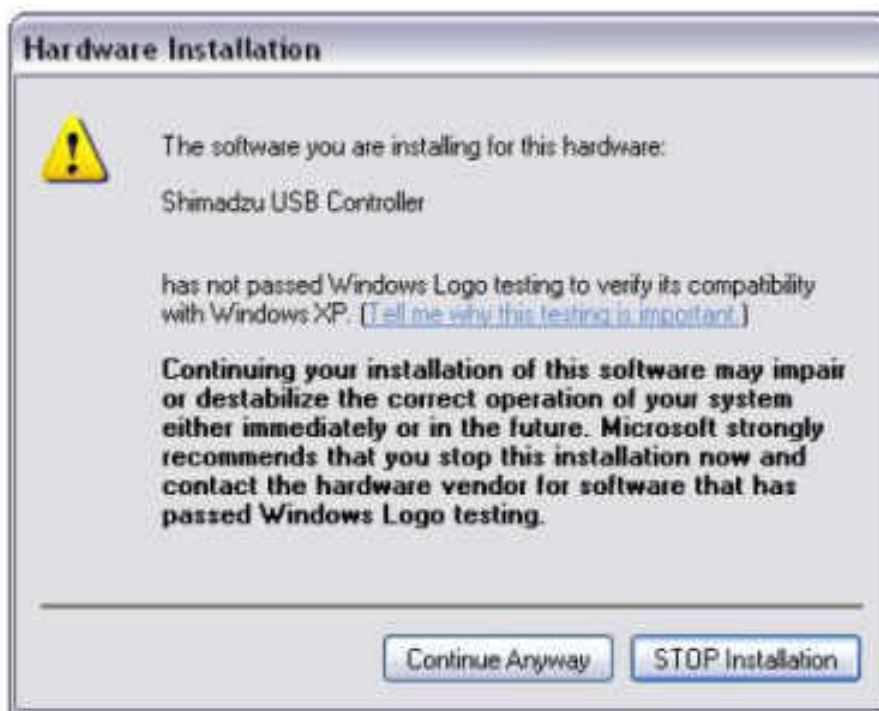 Hardware Installation
The software you are installing for this hardware:
Shimadzu USB Controller
has not passed Windows Logo testing to verify its compatibility
with Windows XP. (Tell me why this testing is important.)
Continuing your installation of this software may impair
or destabilize the correct operation of your system
either immediately or in the future. Microsoft strongly
recommends that you stop this installation now and
contact the hardware vendor for software that has
passed Windows Logo testing.
Continue Anyway
STOP Installation